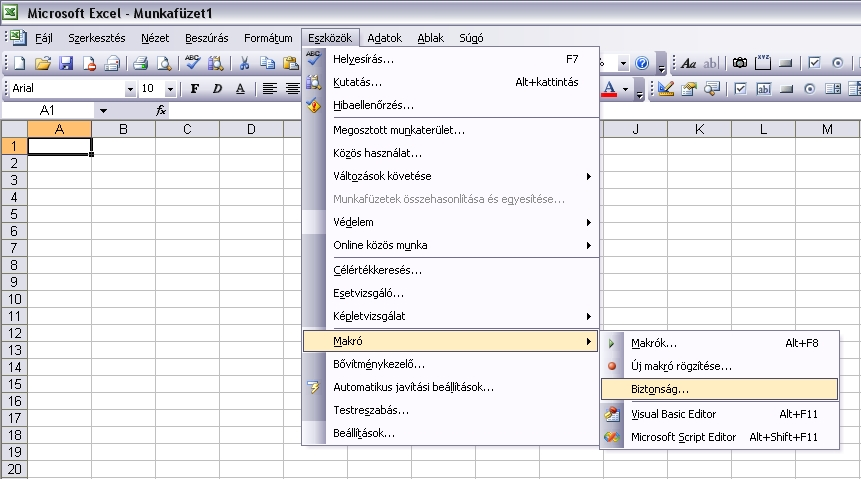 Microsoft Excel - Munkafüzet1
Fájl Szerkesztés Nézet Beszúrás Formátum Eszközök Adatok Ablak Súgó
Arial 10 F D A
A1 fx
A B C D J K L M
1
2
3
4
5
6
7
8
9
10
11
12
13
14
15
16
17
18
19
20
Helyesírás... F7
Kutatás... Alt+kattintás
Hibaellenőrzés...
Megosztott munkaterület...
Közös használat...
Változások követése
Munkafüzetek összehasonlítása és egyesítése...
Védelem
Online közös munka
Célértékkeresés...
Esetvizsgáló...
Képletvizsgálat
Makró
Bővítménykezelő...
Automatikus javítási beállítások...
Testreszabás...
Beállítások...
Makrók... Alt+F8
Új makró rögzítése...
Biztonság...
Visual Basic Editor Alt+F11
Microsoft Script Editor Alt+Shift+F11